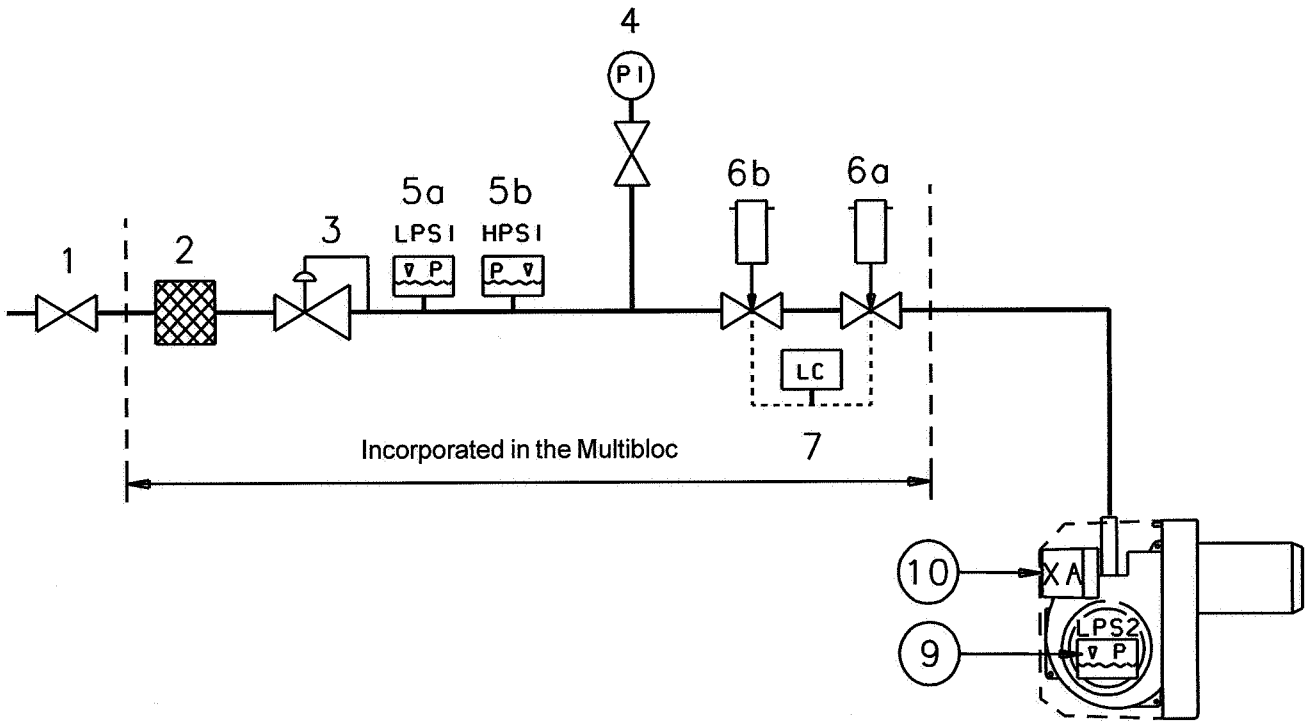 4
PI
6b
6a
5a
5b
LPS1
HPS1
3
2
1
P
P
LC
7
Incorporated in the Multibloc
10
XA
LPS2
9
P